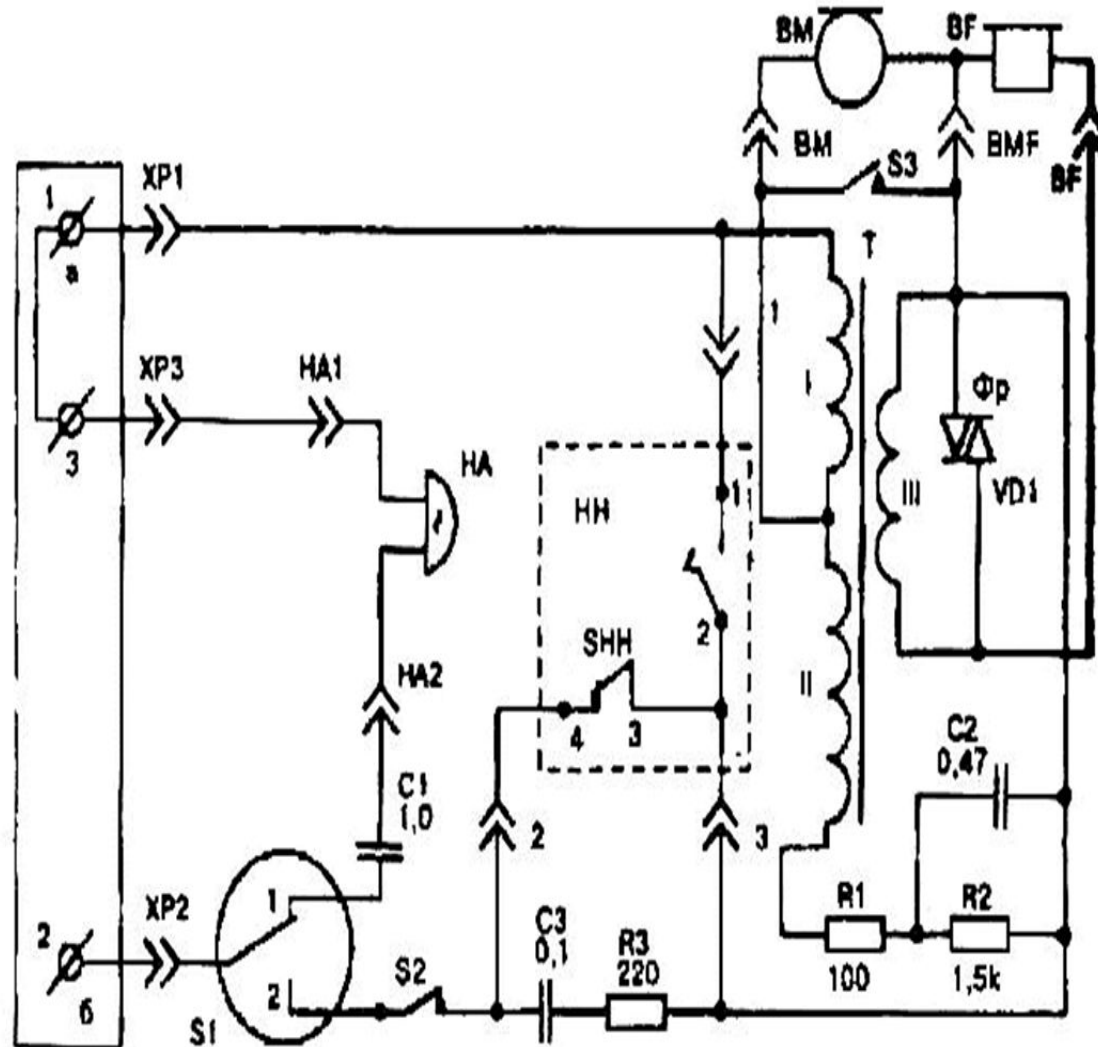 BM
BF
BM
BMF
BF
S3
XP1
1
a
T
1
I
XP3
HA1
3
HA
Фр
VD1
III
HH
1
2
SHH
4
3
II
HA2
C1
1,0
2
3
C2
0,47
XP2
2
б
1
2
S1
S2
C3
0,1
R3
220
R1
100
R2
1,5k